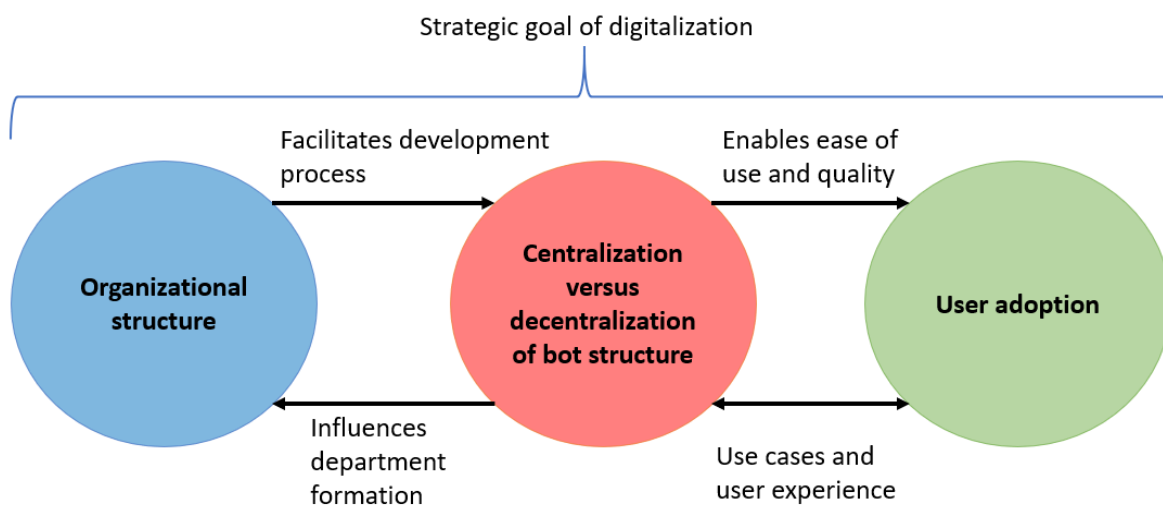 Strategic goal of digitalization
Facilitates development
process
Enables ease of
use and quality
Organizational
structure
Centralization
versus
decentralization
of bot structure
User adoption
Influences
department
formation
Use cases and
user experience